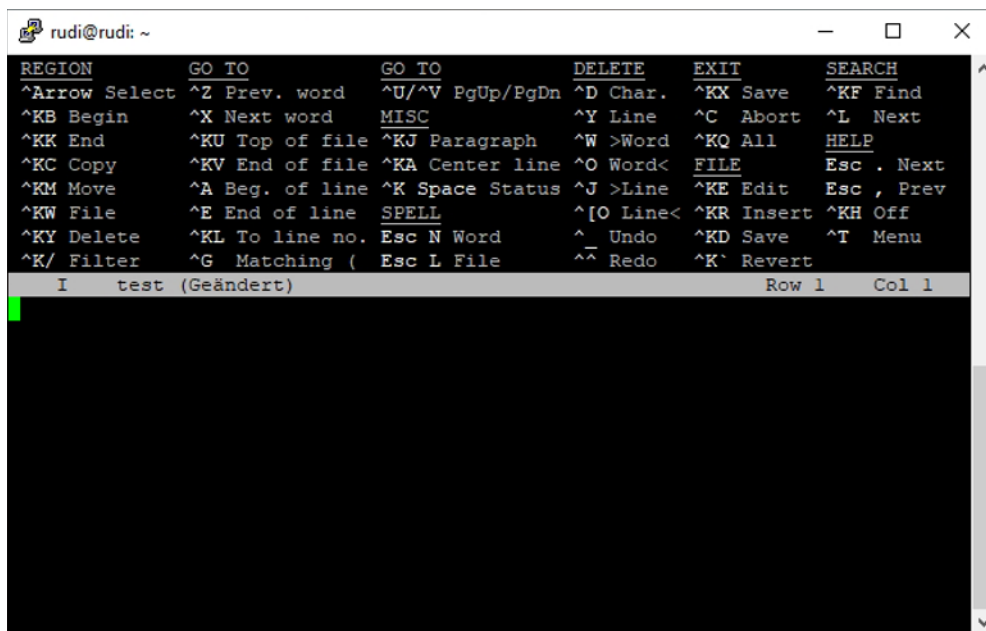 rudi@rudi: ~
REGION GO TO GO TO DELETE EXIT SEARCH
^Arrow Select ^Z Prev. word ^U/^V PgUp/PgDn ^D Char. ^KX Save ^KF Find
^KB Begin ^X Next word MISC ^Y Line ^C Abort ^L Next
^KK End ^KU Top of file ^KJ Paragraph ^W >Word ^KQ All HELP
^KC Copy ^KV End of file ^KA Center line ^O Word< FILE Esc . Next
^KM Move ^A Beg. of line ^K Space Status ^J >Line ^KE Edit Esc , Prev
^KW File ^E End of line SPELL ^[O Line< ^KR Insert ^KH Off
^KY Delete ^KL To line no. Esc N Word ^_ Undo ^KD Save ^T Menu
^K/ Filter ^G Matching ( Esc L File ^^ Redo ^K` Revert
I test (Geändert) Row 1 Col 1